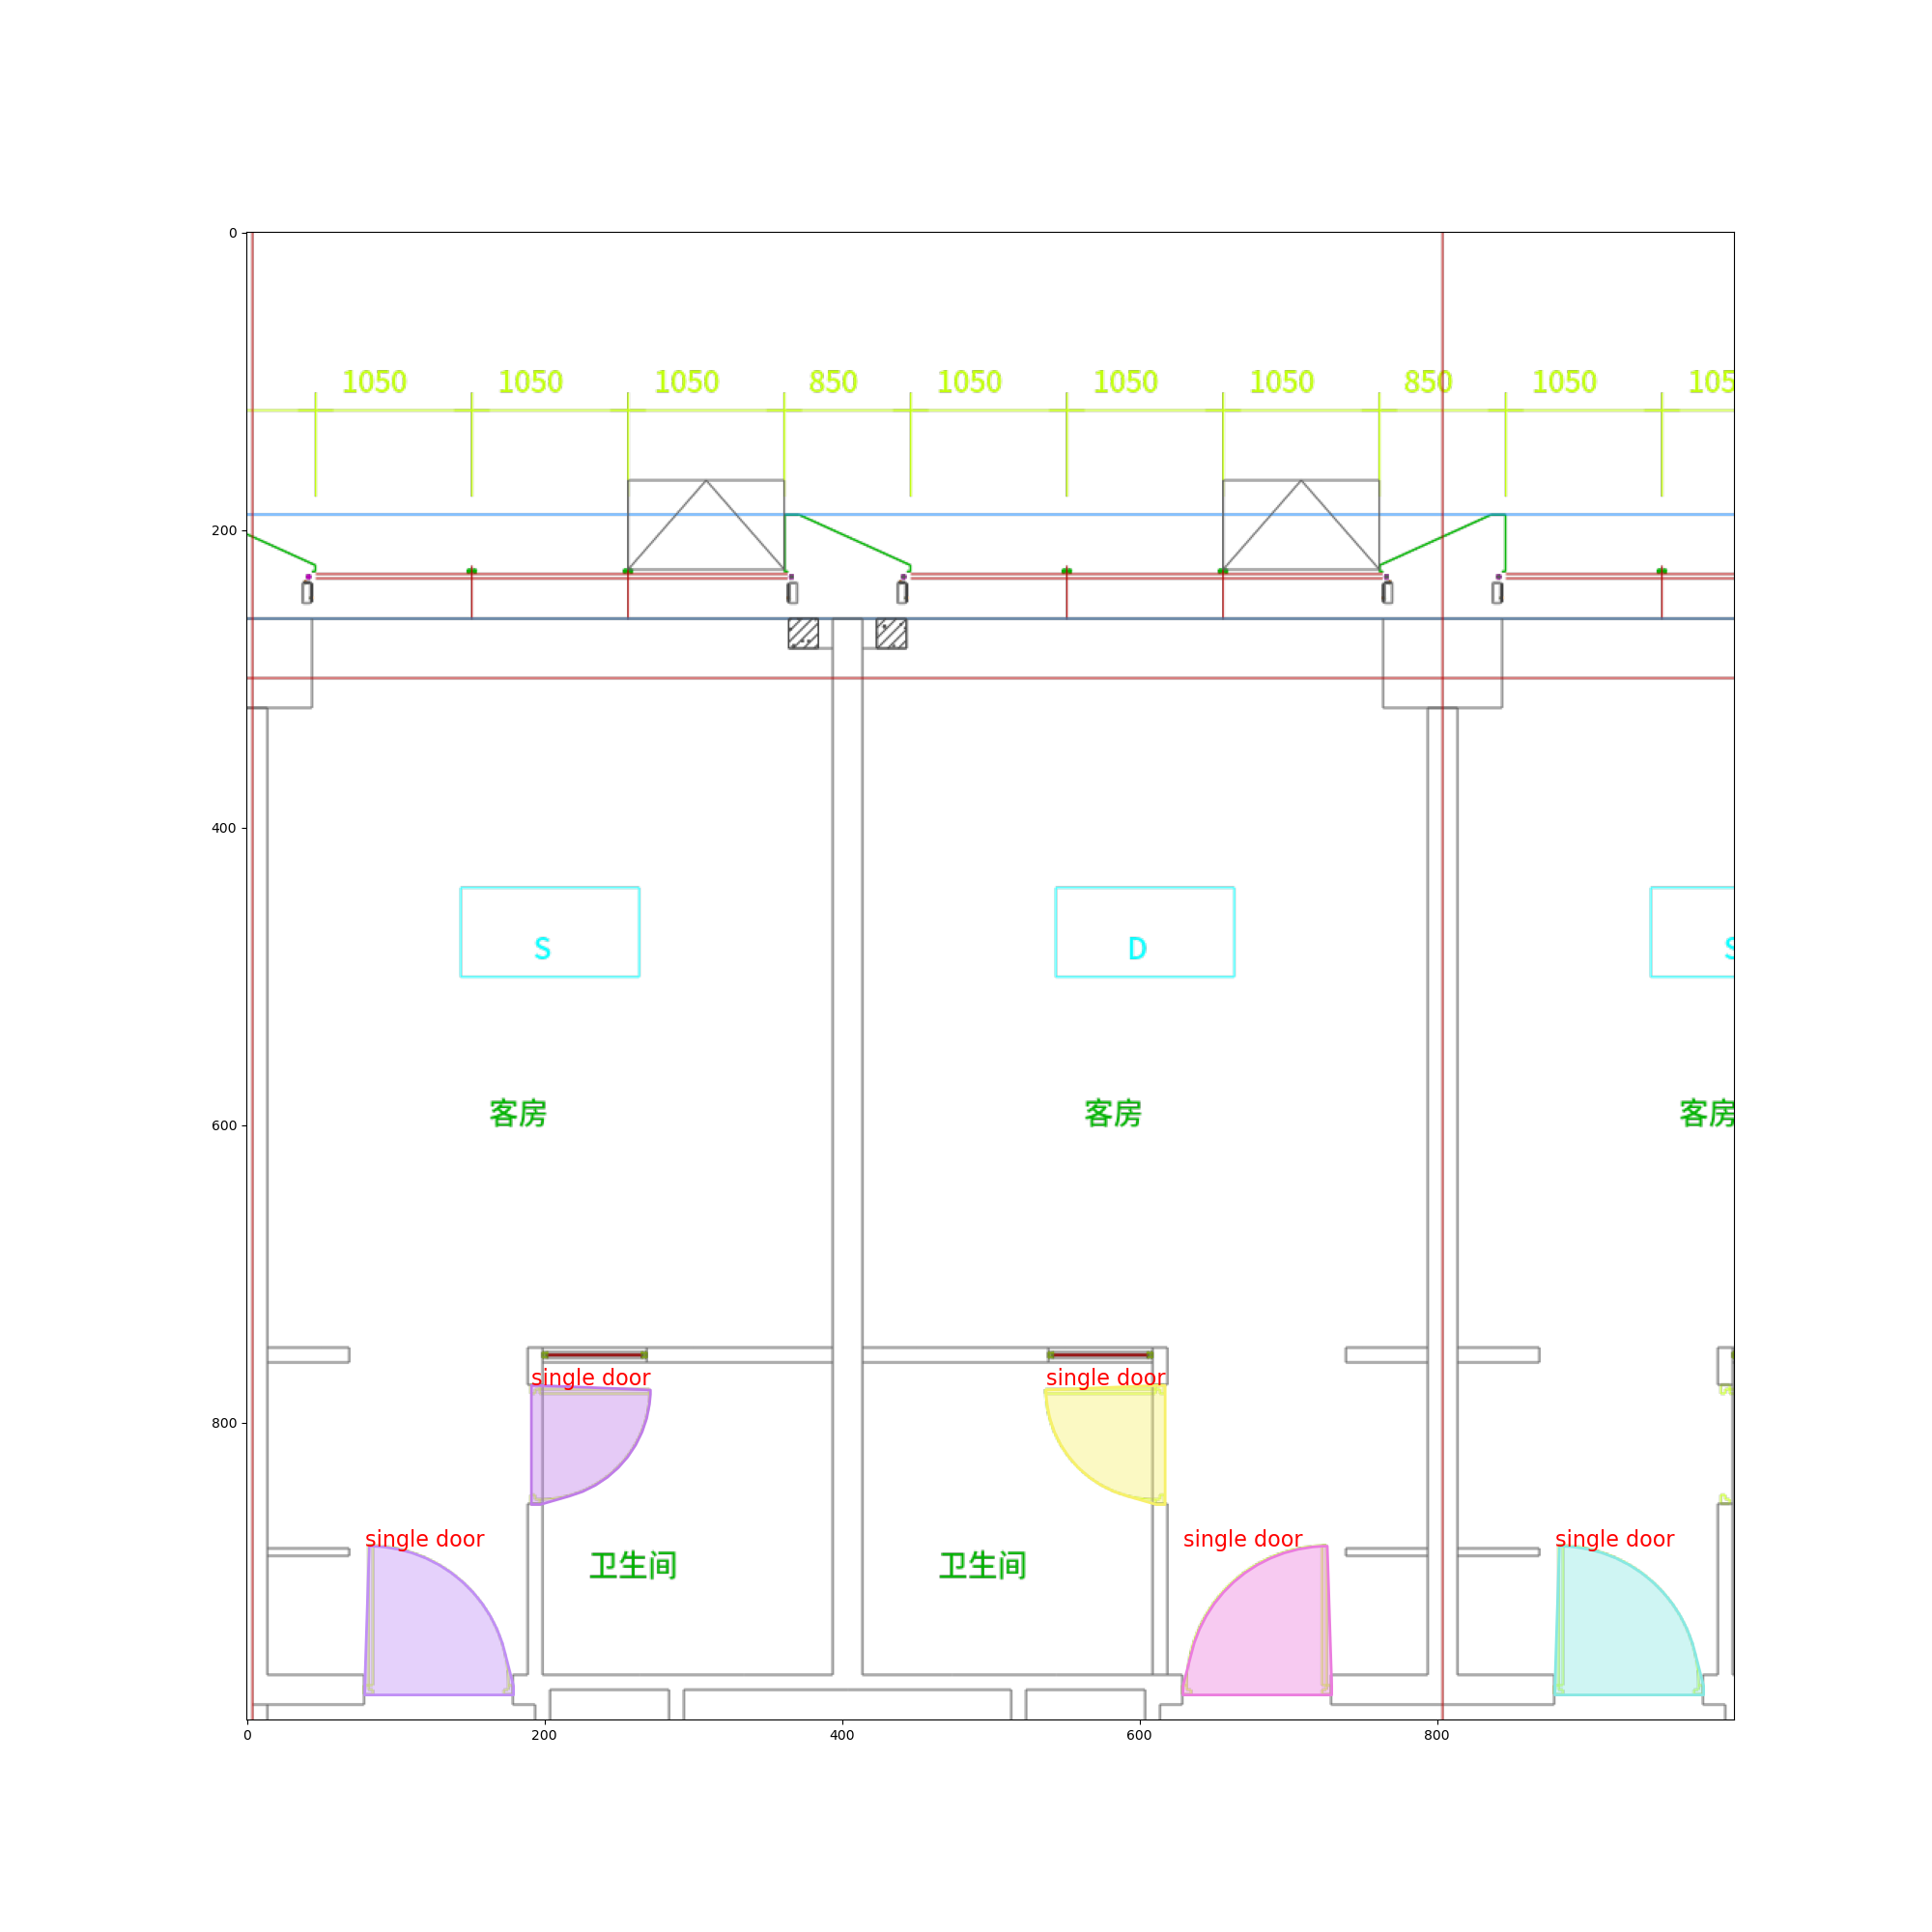 0
1050 1050 1050 850 1050 1050 1050 850 1050 105
200
400
S D S
客房 客房 客房
600
single door single door
800
single door single door single door
卫生间 卫生间
0 200 400 600 800